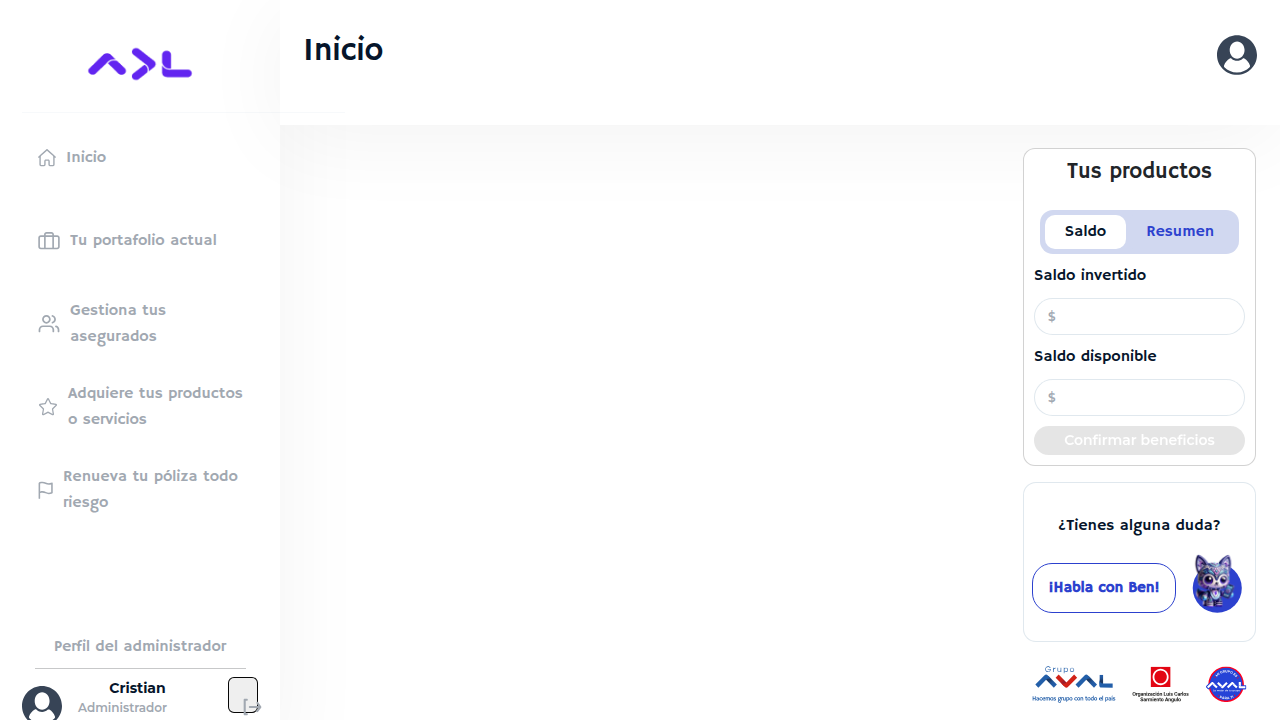 Inicio
Inicio
Tu portafolio actual
Gestiona tus
asegurados
Adquiere tus productos
o servicios
Renueva tu póliza todo
riesgo
Perfil del administrador
Cristian
Administrador
Tus productos
Saldo
Resumen
Saldo invertido
$
Saldo disponible
$
Confirmar beneficios
¿Tienes alguna duda?
¡Habla con Ben!
Grupo
AVAL
Hacemos grupo con todo el país
Organización Luis Carlos
Sarmiento Angulo
AVAL